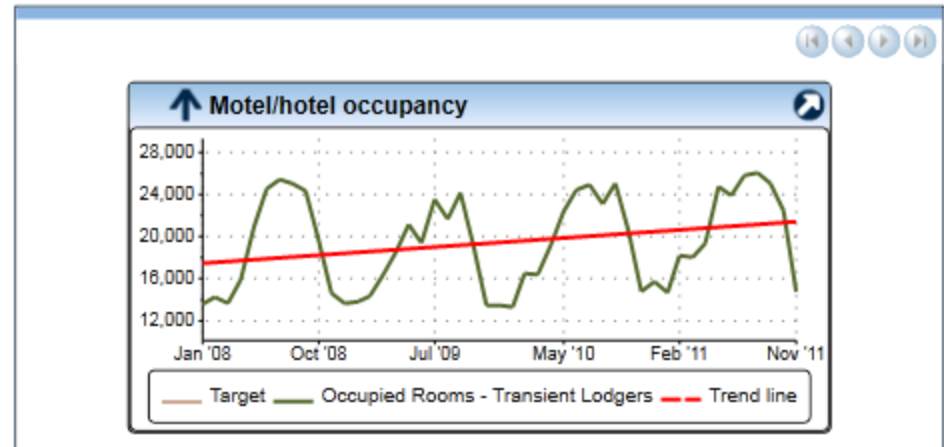 Motel/hotel occupancy
28,000
24,000
20,000
16,000
12,000
Jan '08 Oct '08 Jul '09 May '10 Feb '11 Nov '11
Target Occupied Rooms - Transient Lodgers Trend line